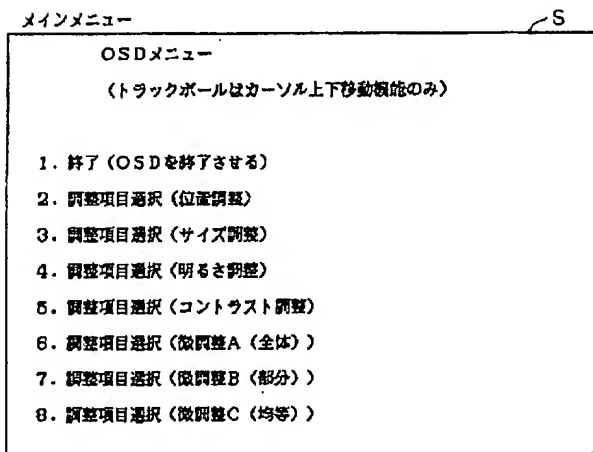 メインメニュー
S
OSDメニュー
(トラックボールはカーソル上下移動機能のみ)
1. 終了(OSDを終了させる)
2. 調整項目選択(位置調整)
3. 調整項目選択(サイズ調整)
4. 調整項目選択(明るさ調整)
5. 調整項目選択(コントラスト調整)
6. 調整項目選択(微調整A(全体))
7. 調整項目選択(微調整B(部分))
8. 調整項目選択(微調整C(均等))